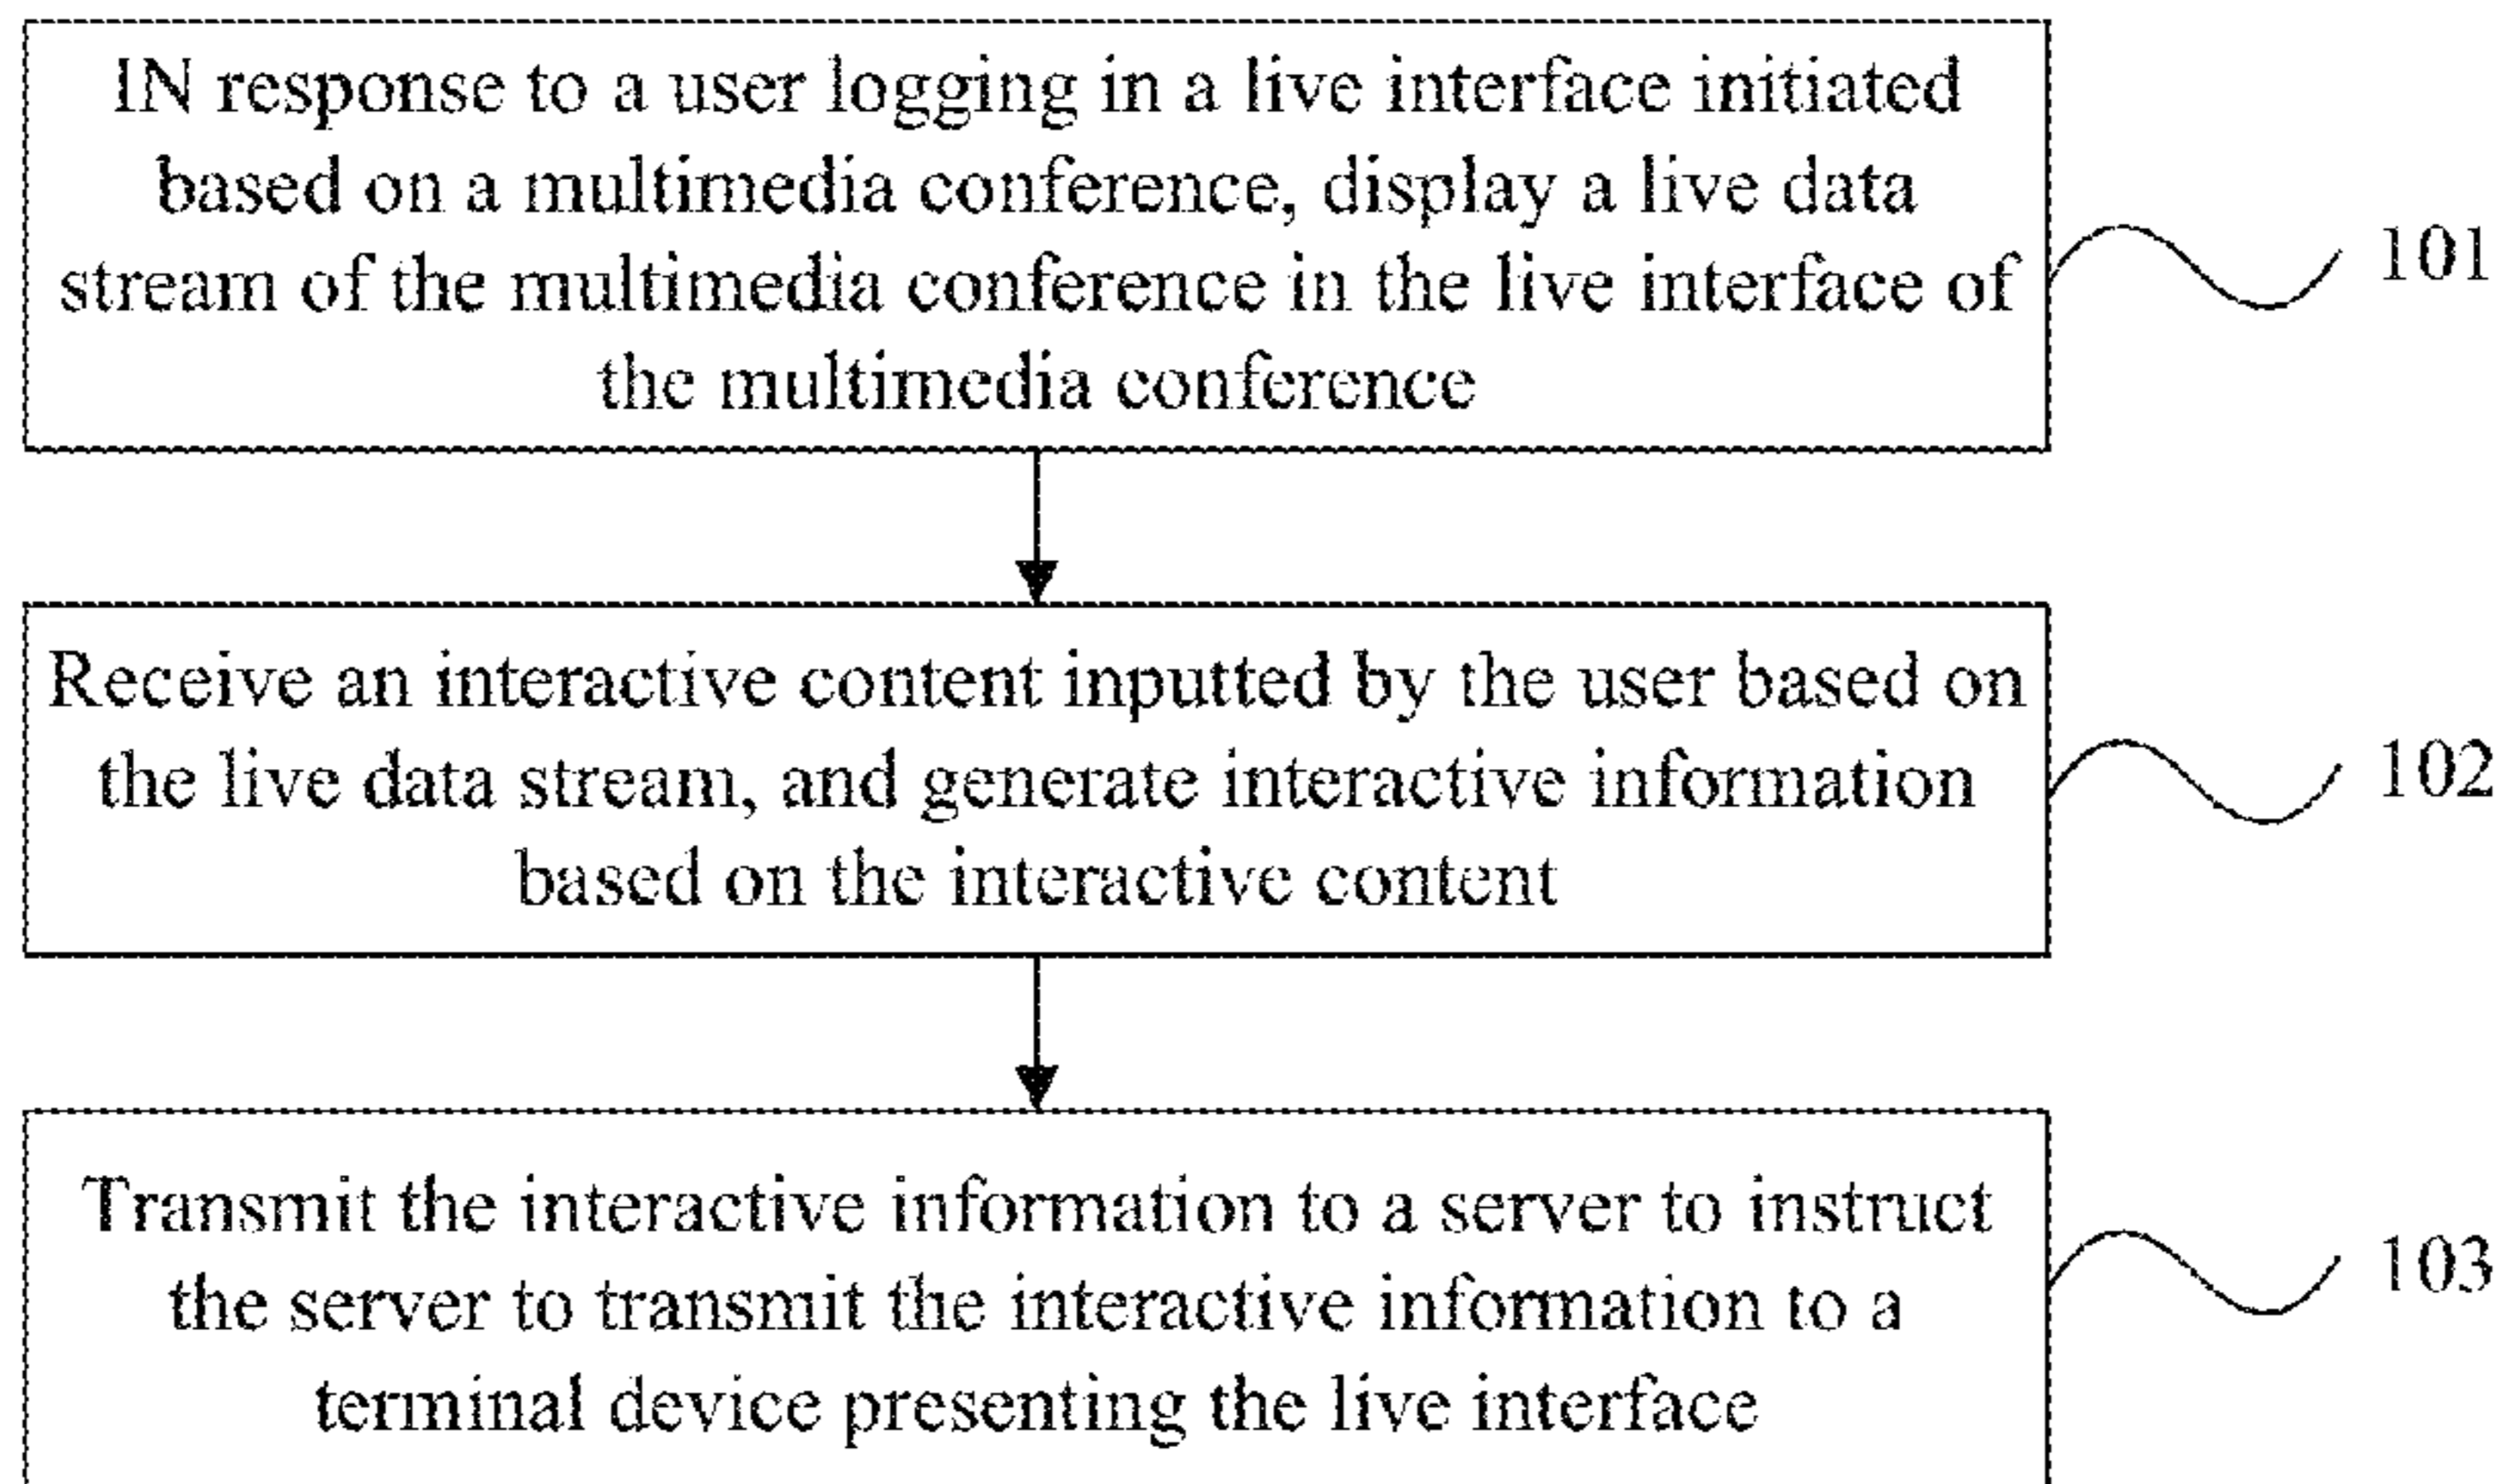 IN response to a user logging in a live interface initiated
based on a multimedia conference, display a live data
stream of the multimedia conference in the live interface of
the multimedia conference
101
Receive an interactive content inputted by the user based on
the live data stream, and generate interactive information
based on the interactive content
102
Transmit the interactive information to a server to instruct
the server to transmit the interactive information to a
terminal device presenting the live interface
103